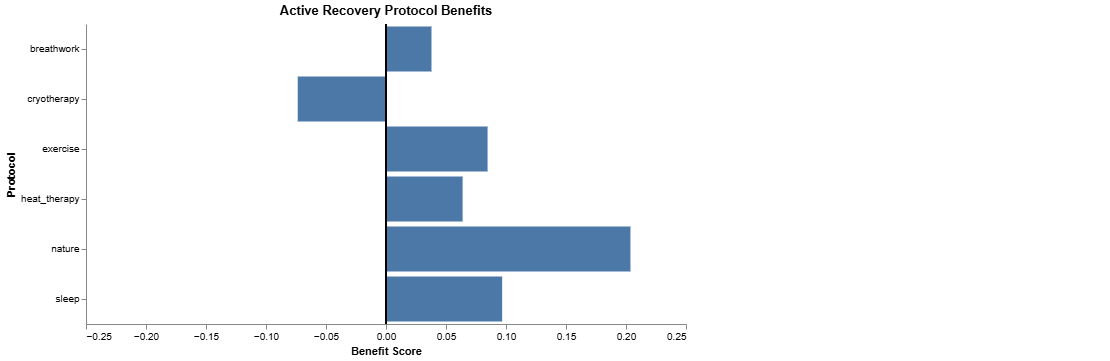 Active Recovery Protocol Benefits
Protocol
breathwork
cryotherapy
exercise
heat_therapy
nature
sleep
−0.25 −0.20 −0.15 −0.10 −0.05 0.00 0.05 0.10 0.15 0.20 0.25
Benefit Score